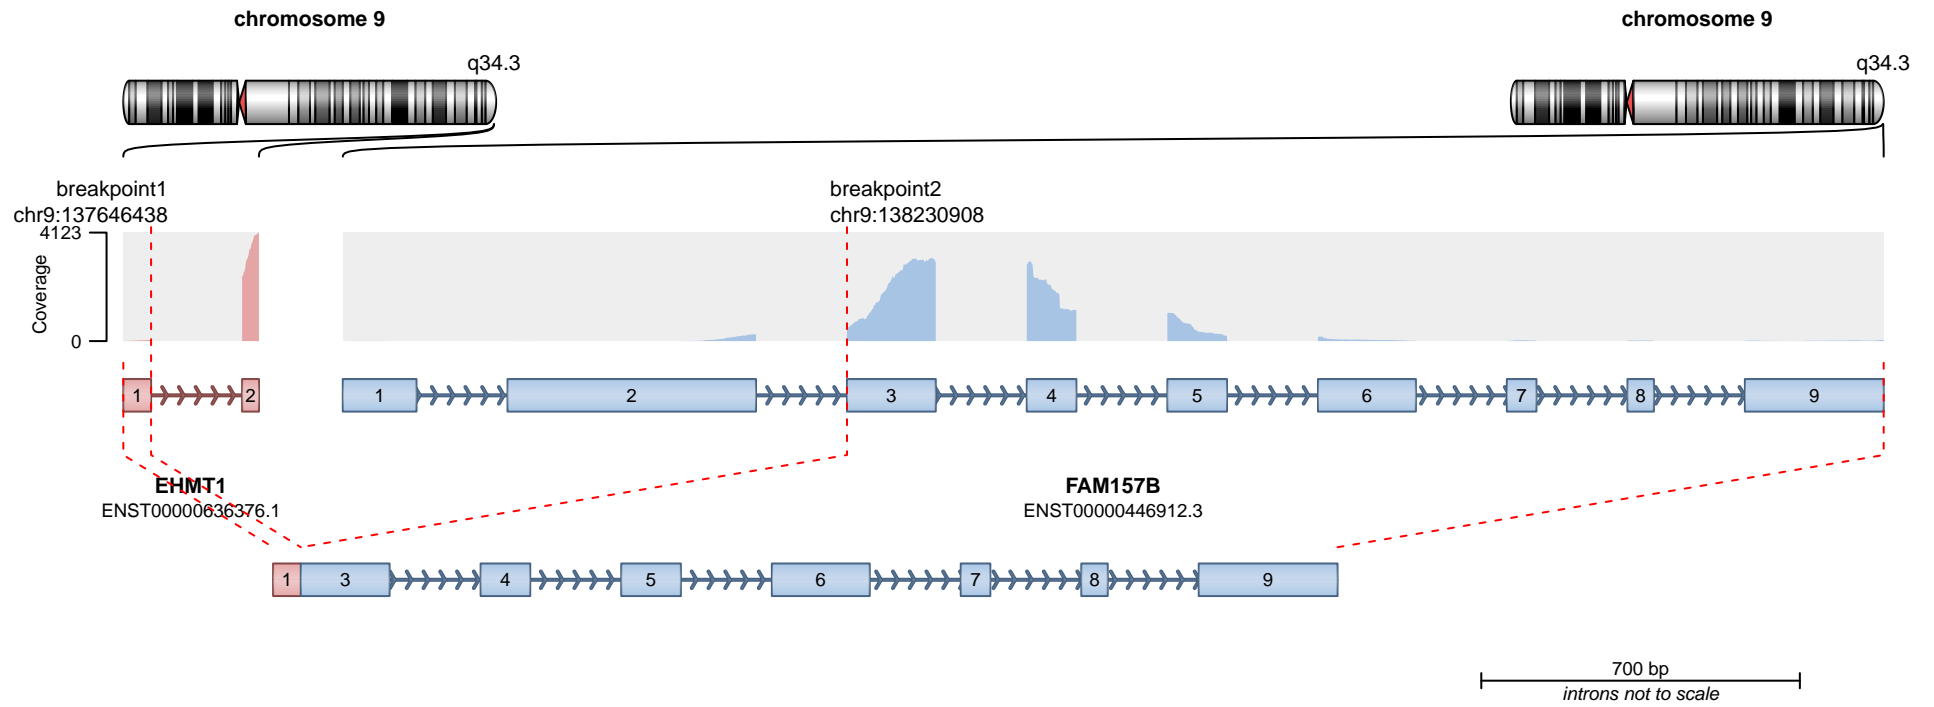 chromosome 9
chromosome 9
q34.3
q34.3
breakpoint1
chr9:137646438
breakpoint2
chr9:138230908
4123
Coverage
0
1 2 1 2 3 4 5 6 7 8 9
EHMT1
ENST00000636376.1
FAM157B
ENST00000446912.3
1 3 4 5 6 7 8 9
700 bp
introns not to scale